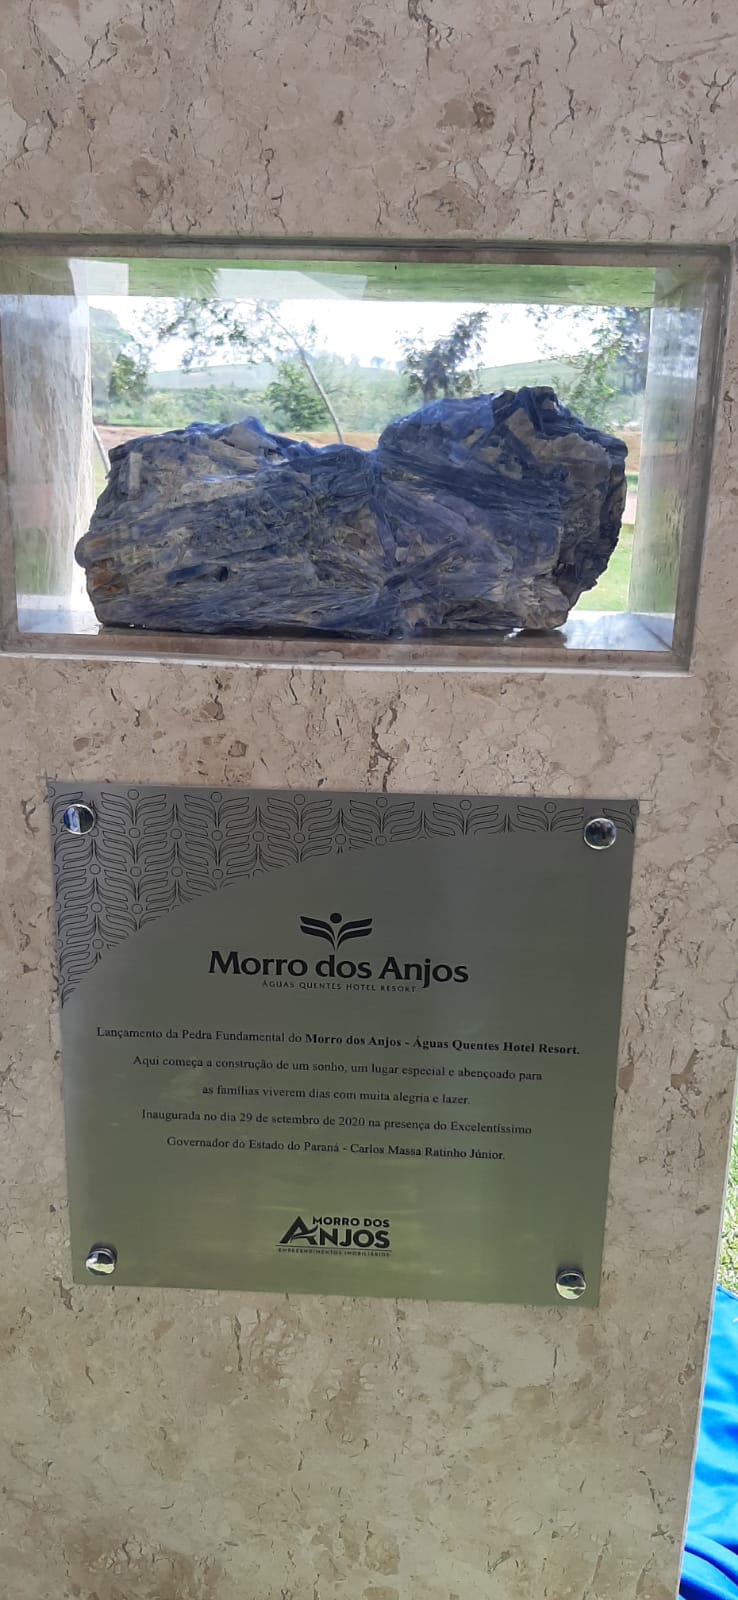 Morro dos Anjos
ÁGUAS QUENTES HOTEL RESORT
Lançamento da Pedra Fundamental do Morro dos Anjos - Águas Quentes Hotel Resort.
Aqui começa a construção de um sonho, um lugar especial e abençoado para
as famílias viverem dias com muita alegria e lazer.
Inaugurada no dia 29 de setembro de 2020 na presença do Excelentíssimo
Governador do Estado do Paraná - Carlos Massa Ratinho Júnior.
MORRO DOS
ANJOS
EMPREENDIMENTOS IMOBILIÁRIOS